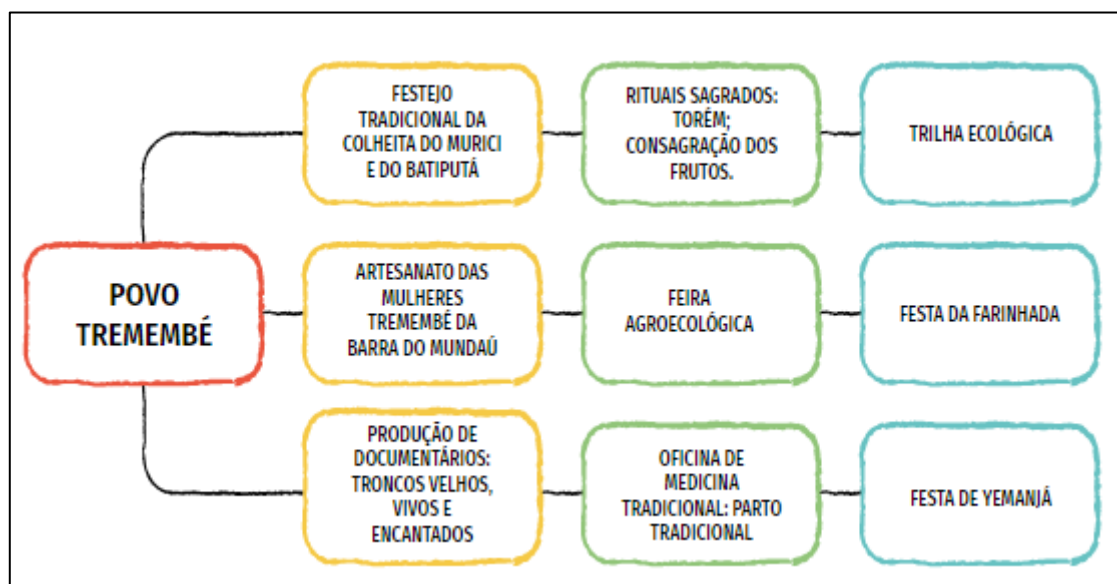 FESTEJO
TRADICIONAL DA
COLHEITA DO MURICI
E DO BATIPUTÁ
RITUAIS SAGRADOS:
TORÉM;
CONSAGRAÇÃO DOS
FRUTOS.
TRILHA ECOLÓGICA
POVO
TREMEMBÉ
ARTESANATO DAS
MULHERES
TREMEMBÉ DA
BARRA DO MUNDAÚ
FEIRA
AGROECOLÓGICA
FESTA DA FARINHADA
PRODUÇÃO DE
DOCUMENTÁRIOS:
TRONCOS VELHOS,
VIVOS E
ENCANTADOS
OFICINA DE
MEDICINA
TRADICIONAL: PARTO
TRADICIONAL
FESTA DE YEMANJÁ